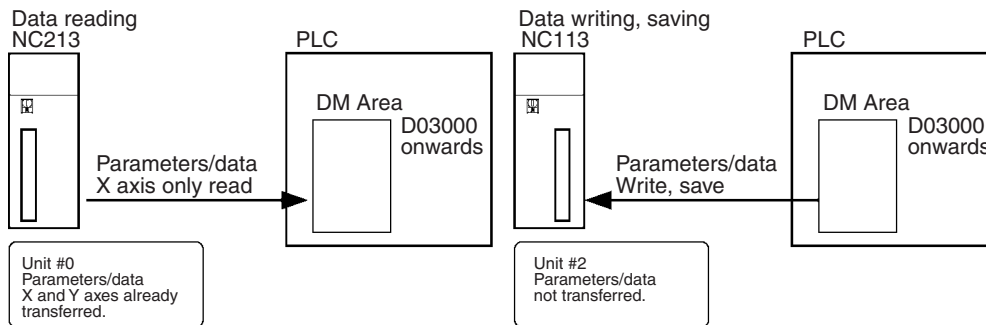 Data reading
NC213
PLC
DM Area
D03000
onwards
Parameters/data
X axis only read
Unit #0
Parameters/data
X and Y axes already
transferred.
Data writing, saving
NC113
PLC
DM Area
D03000
onwards
Parameters/data
Write, save
Unit #2
Parameters/data
not transferred.